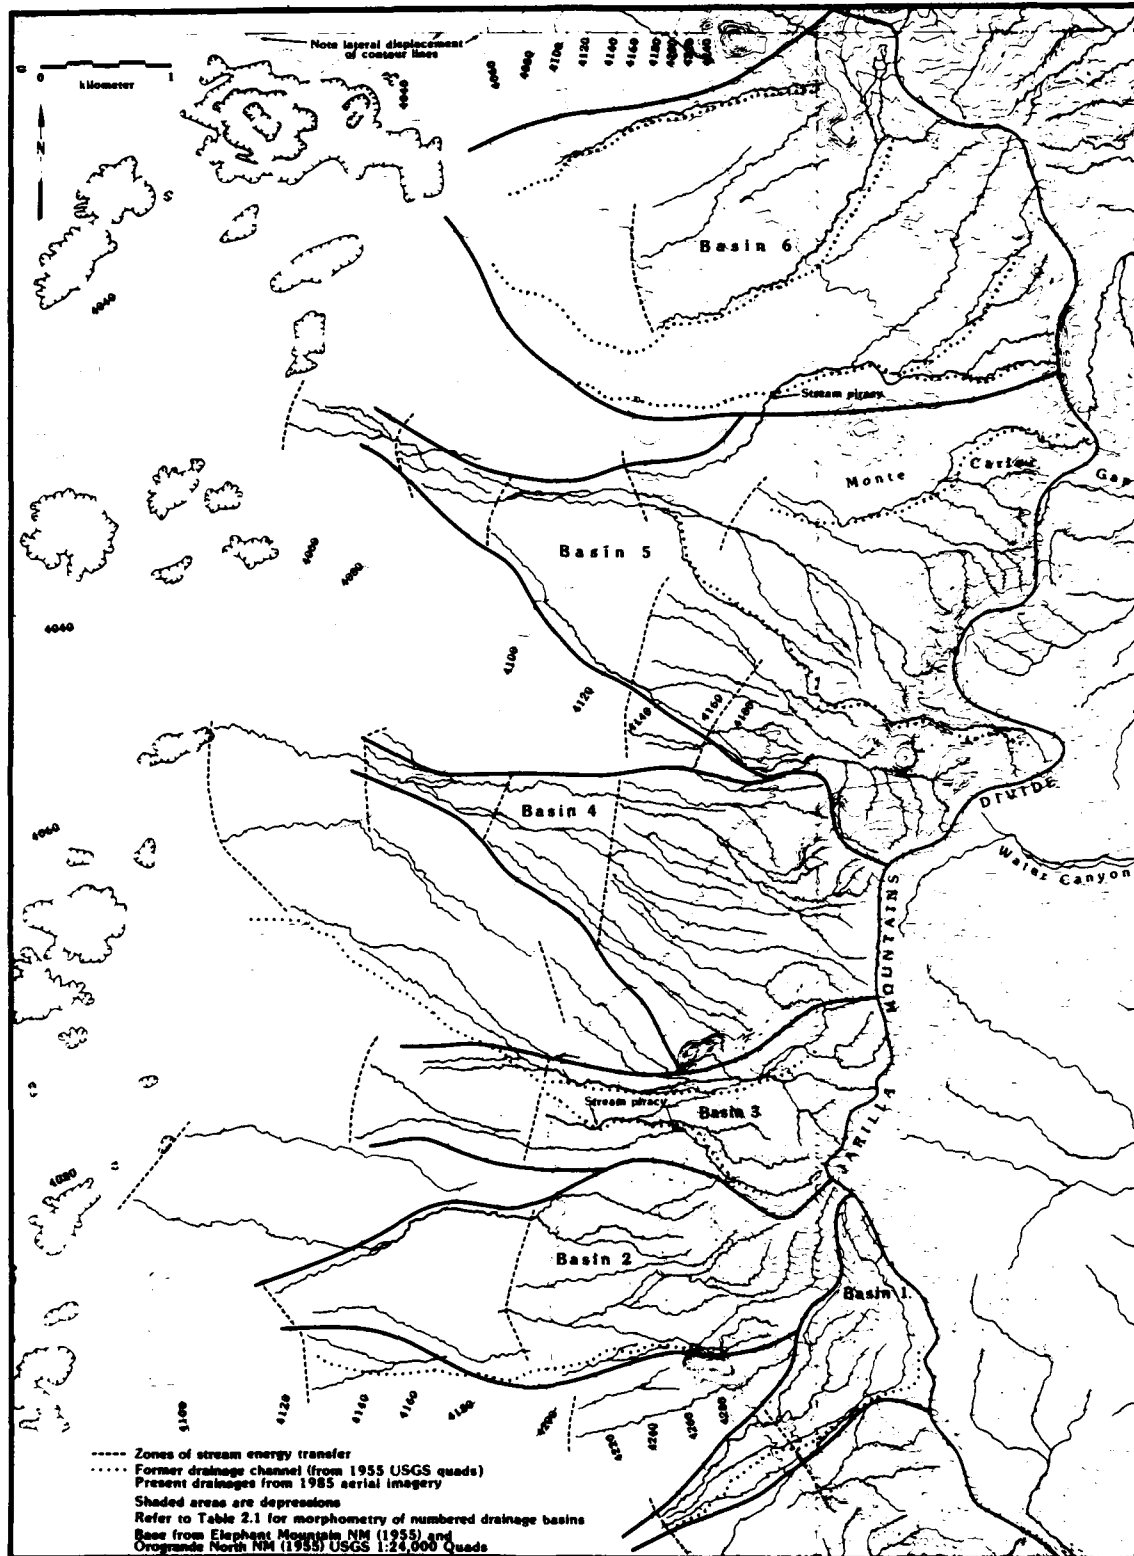 Note lateral displacement
of contour lines
0 1
kilometer
N
4040
4060
4080
4100
4120
4140
4160
4180
4200
Basin 6
4040
Stream piracy
Monte Carlo Gap
Basin 5
4060
4080
4040
4100
4120
4140
4160
4180
DIVIDE
Basin 4
4060
Water Canyon
MOUNTAINS
Stream piracy
Basin 3
JARILLA
4080
Basin 2
Basin 1
4100
4120
4140
4160
4180
4200
4220
4260
4280
Zones of stream energy transfer
Former drainage channel (from 1955 USGS quads)
Present drainages from 1985 aerial imagery
Shaded areas are depressions
Refer to Table 2.1 for morphometry of numbered drainage basins
Base from Elephant Mountain NM (1955) and
Orogrande North NM (1955) USGS 1:24,000 Quads